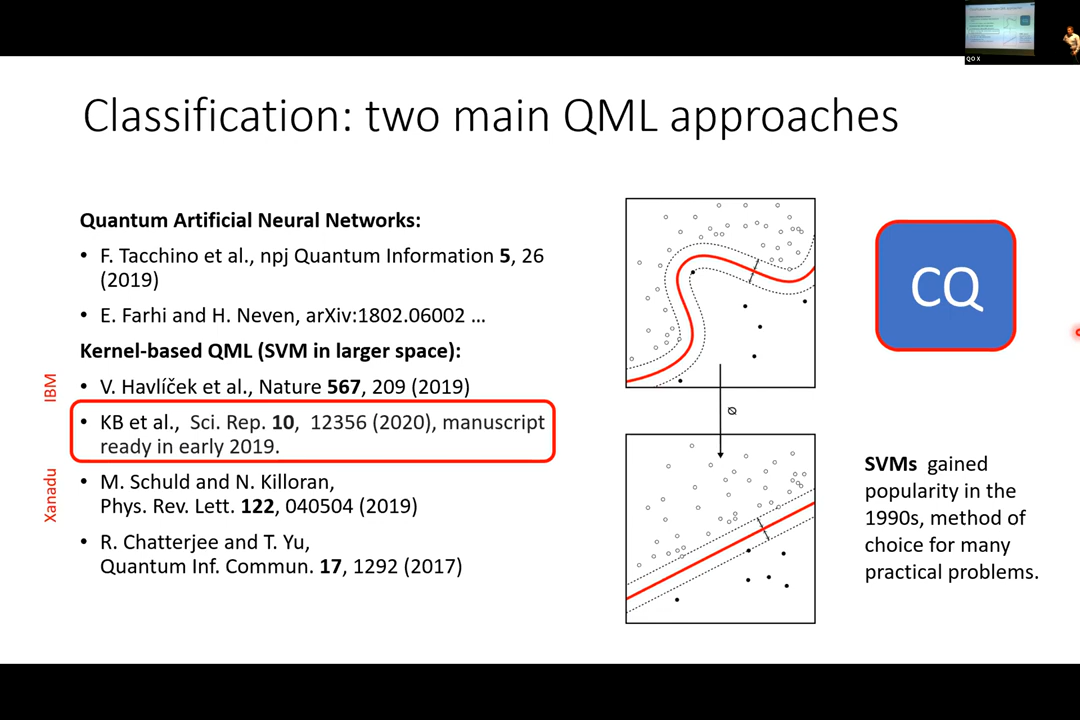 Classification: two main QML approaches
Quantum Artificial Neural Networks:
• F. Tacchino et al., npj Quantum Information 5, 26
(2019)
• E. Farhi and H. Neven, arXiv:1802.06002 ...
Kernel-based QML (SVM in larger space):
IBM
• V. Havlíček et al., Nature 567, 209 (2019)
• KB et al., Sci. Rep. 10, 12356 (2020), manuscript
ready in early 2019.
Xanadu
• M. Schuld and N. Killoran,
Phys. Rev. Lett. 122, 040504 (2019)
• R. Chatterjee and T. Yu,
Quantum Inf. Commun. 17, 1292 (2017)
∅
CQ
SVMs gained
popularity in the
1990s, method of
choice for many
practical problems.
QO X